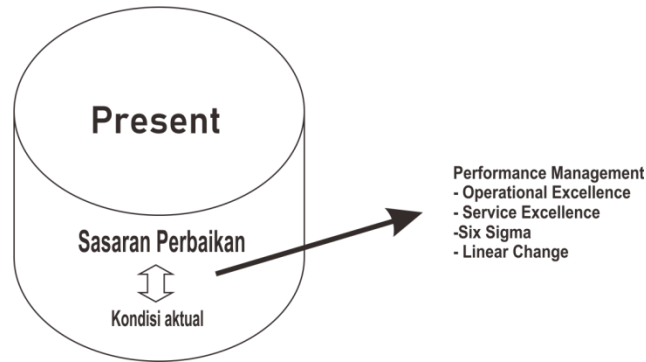 Present
Sasaran Perbaikan
Kondisi aktual
Performance Management
- Operational Excellence
- Service Excellence
-Six Sigma
- Linear Change